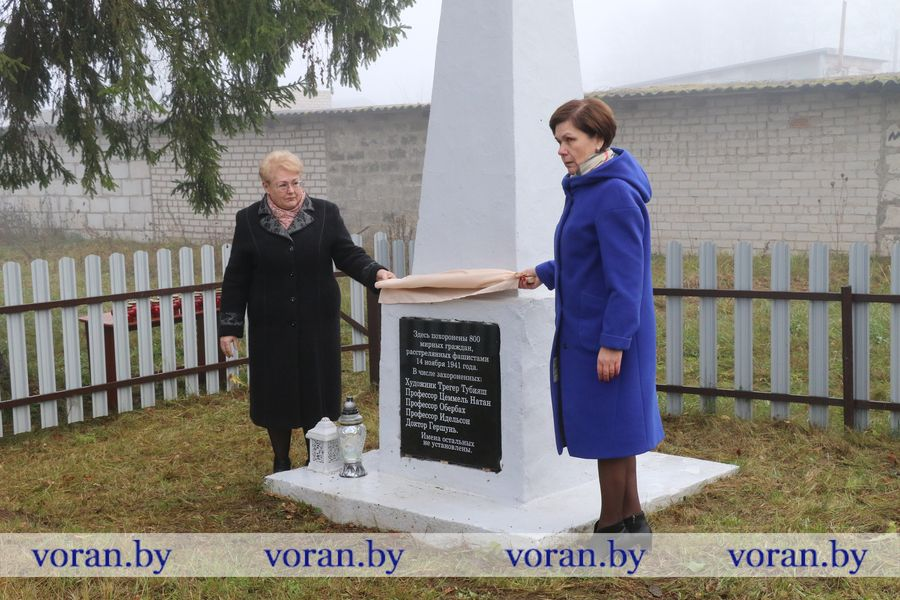 Здесь похоронены 800
мирных граждан,
расстрелянных фашистами
14 ноября 1941 года.
В числе захороненных:
Художник Трегер Тубияш
Профессор Цеммель Натан
Профессор Обербах
Профессор Идельсон
Доктор Гершунь.
Имена остальных
не установлены.
voran.by voran.by voran.by voran.by